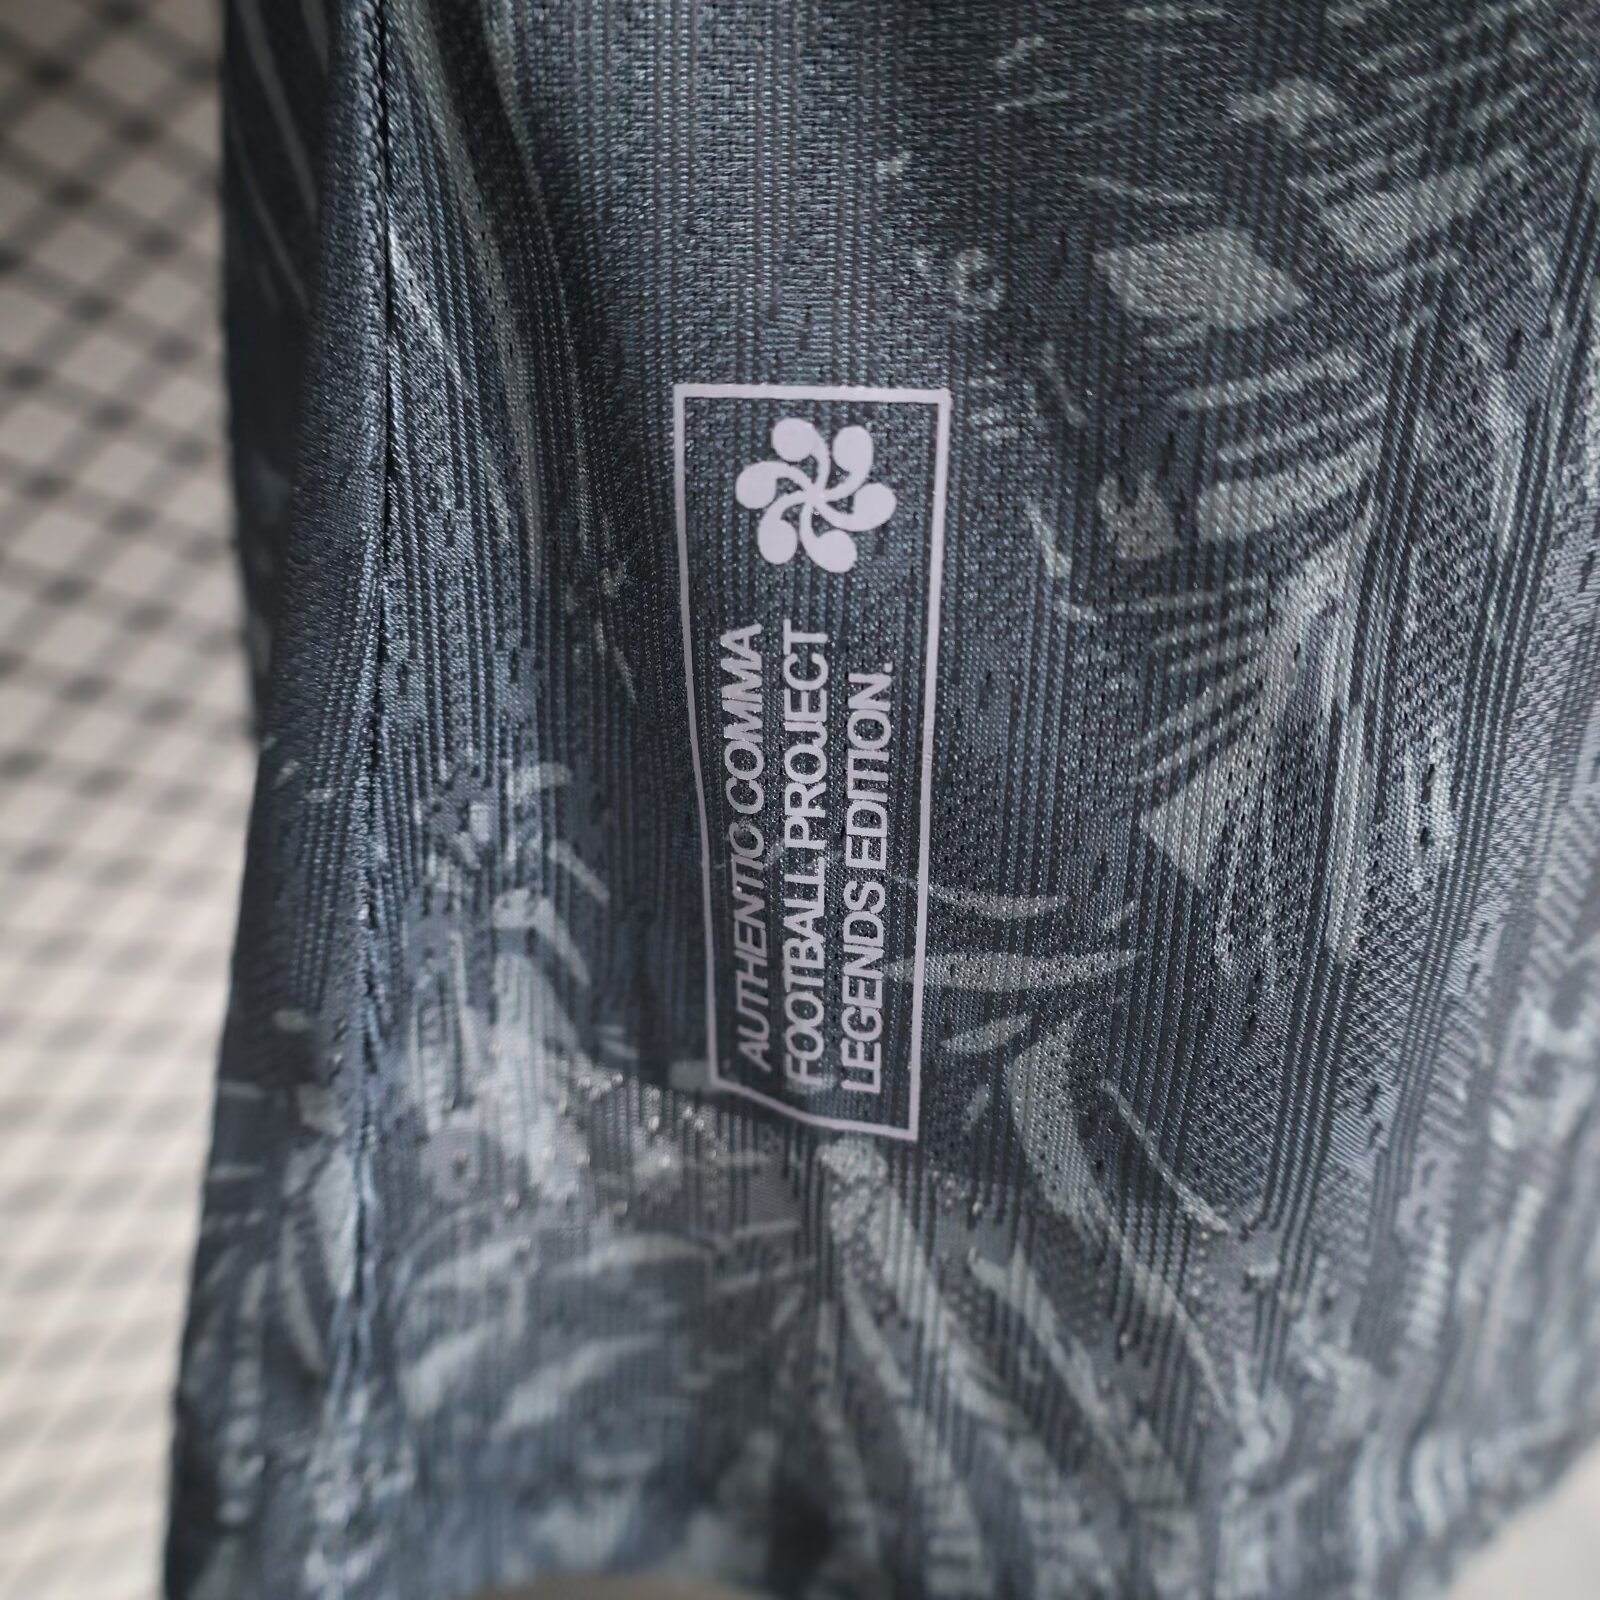 AUTHENTIC COMMA
FOOTBALL PROJECT
LEGENDS EDITION.